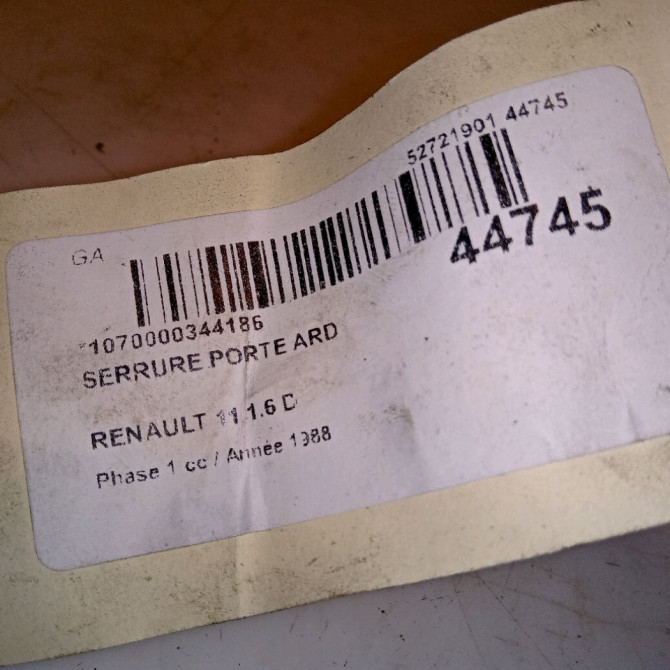 GA
52721901 44745
44745
*1070000344186
SERRURE PORTE ARD
RENAULT 11 1.6 D
Phase 1 cc / Année 1988